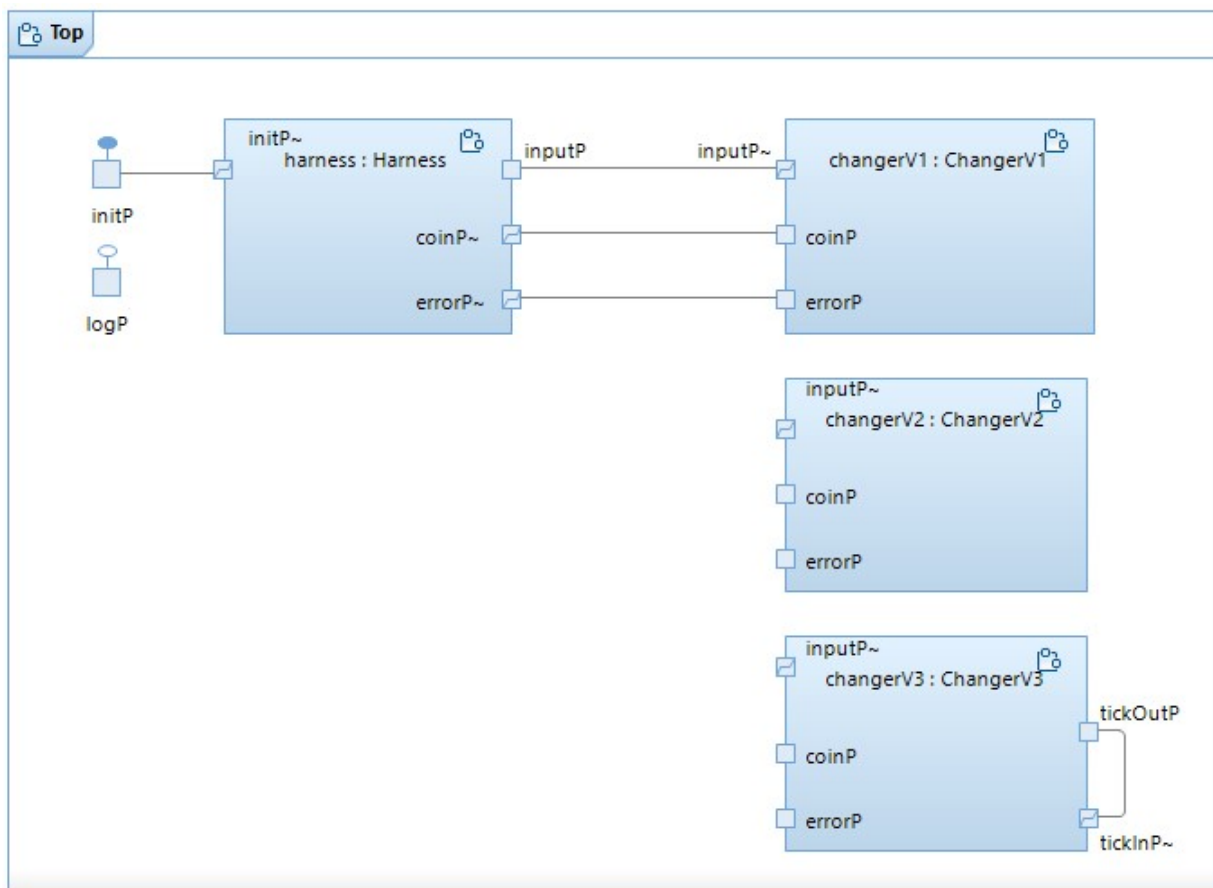 Top
initP~
harness : Harness
inputP
inputP~
changerV1 : ChangerV1
initP
coinP~
coinP
logP
errorP~
errorP
inputP~
changerV2 : ChangerV2
coinP
errorP
inputP~
changerV3 : ChangerV3
tickOutP
coinP
errorP
tickInP~